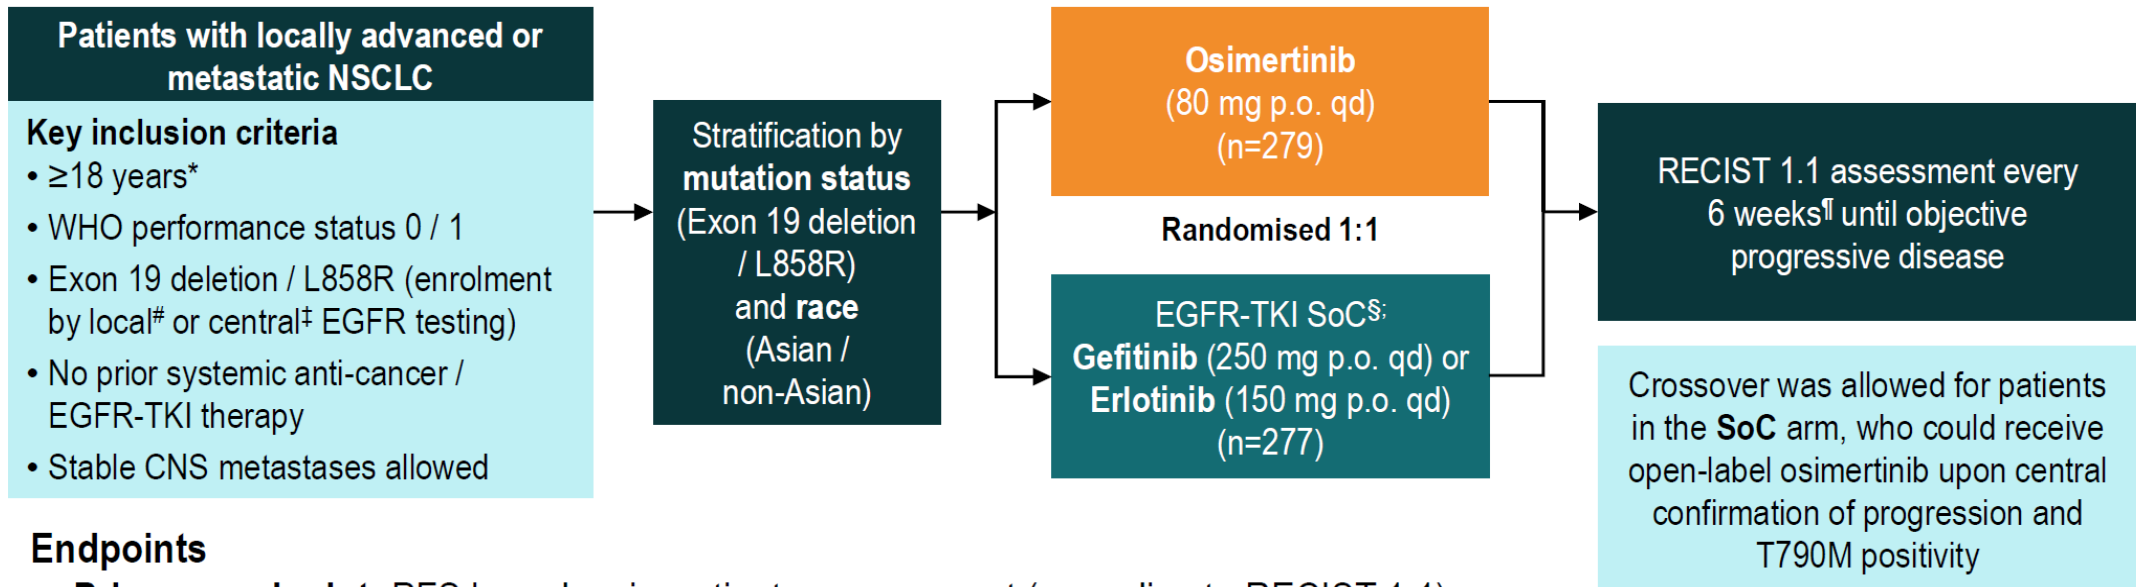 Patients with locally advanced or
metastatic NSCLC
Key inclusion criteria
• ≥18 years*
• WHO performance status 0 / 1
• Exon 19 deletion / L858R (enrolment
by local# or central‡ EGFR testing)
• No prior systemic anti-cancer /
EGFR-TKI therapy
• Stable CNS metastases allowed
Stratification by
mutation status
(Exon 19 deletion
/ L858R)
and race
(Asian /
non-Asian)
Osimertinib
(80 mg p.o. qd)
(n=279)
Randomised 1:1
EGFR-TKI SoC§;
Gefitinib (250 mg p.o. qd) or
Erlotinib (150 mg p.o. qd)
(n=277)
RECIST 1.1 assessment every
6 weeks¶ until objective
progressive disease
Crossover was allowed for patients
in the SoC arm, who could receive
open-label osimertinib upon central
confirmation of progression and
T790M positivity
Endpoints